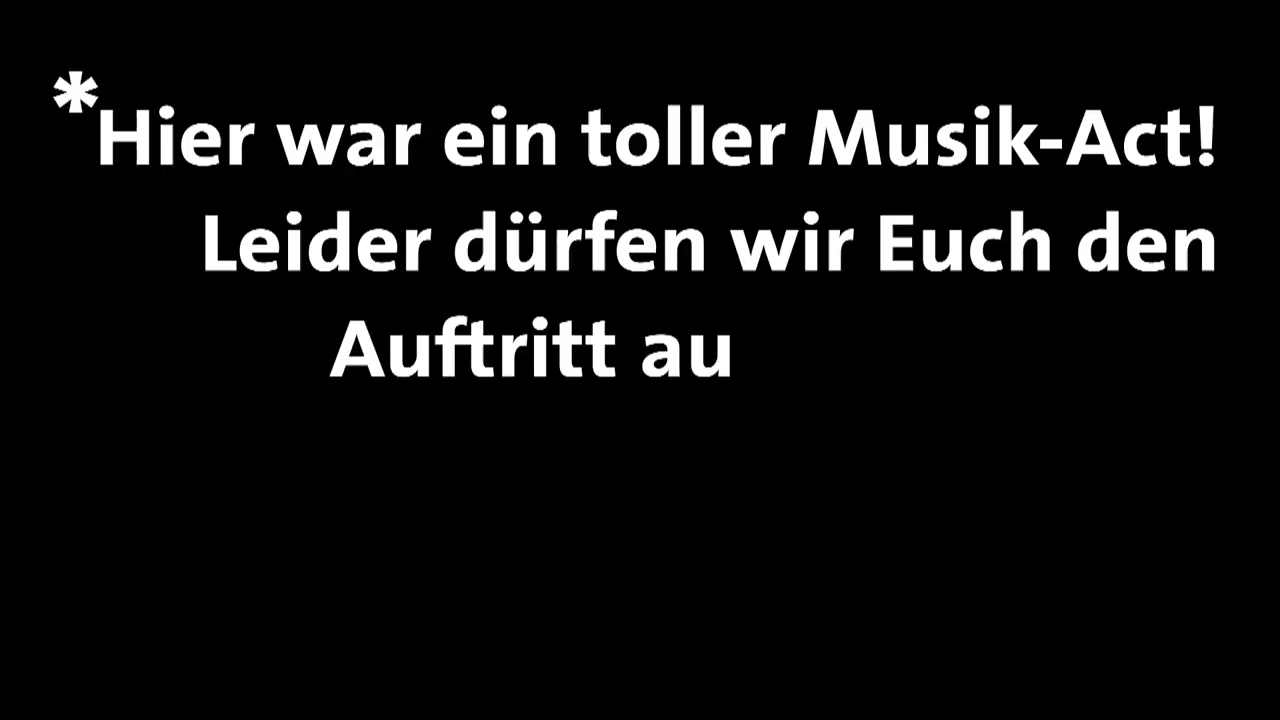 *Hier war ein toller Musik-Act!
Leider dürfen wir Euch den
Auftritt au